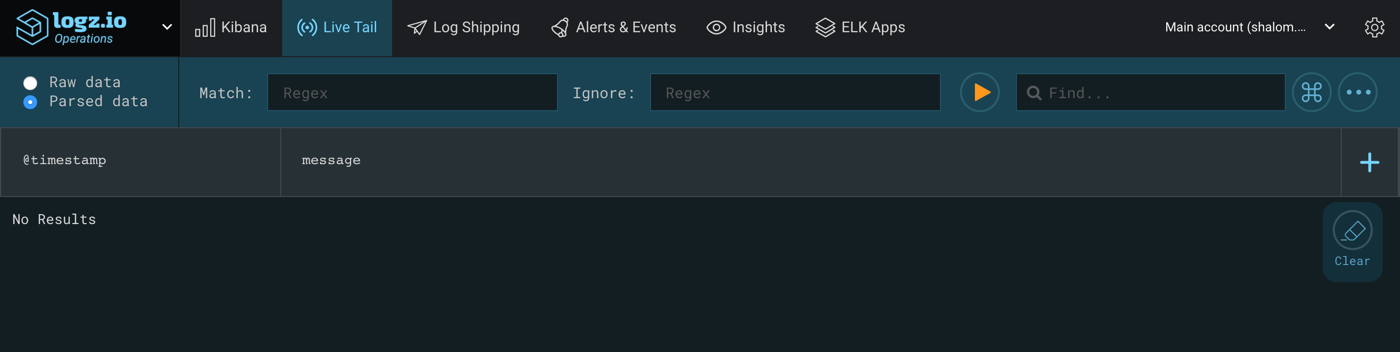 logz.io
Operations
Kibana
Live Tail
Log Shipping
Alerts & Events
Insights
ELK Apps
Main account (shalom....
Raw data
Parsed data
Match:
Regex
Ignore:
Regex
Find...
@timestamp
message
No Results
Clear